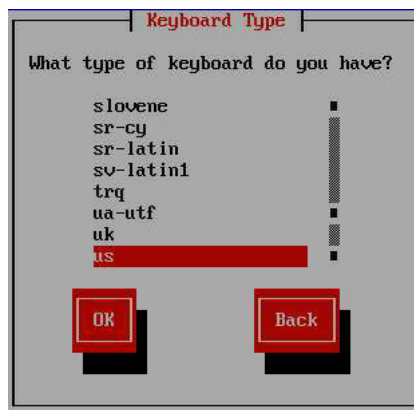 Keyboard Type
What type of keyboard do you have?
slovene
sr-cy
sr-latin
sv-latin1
trq
ua-utf
uk
us
OK
Back